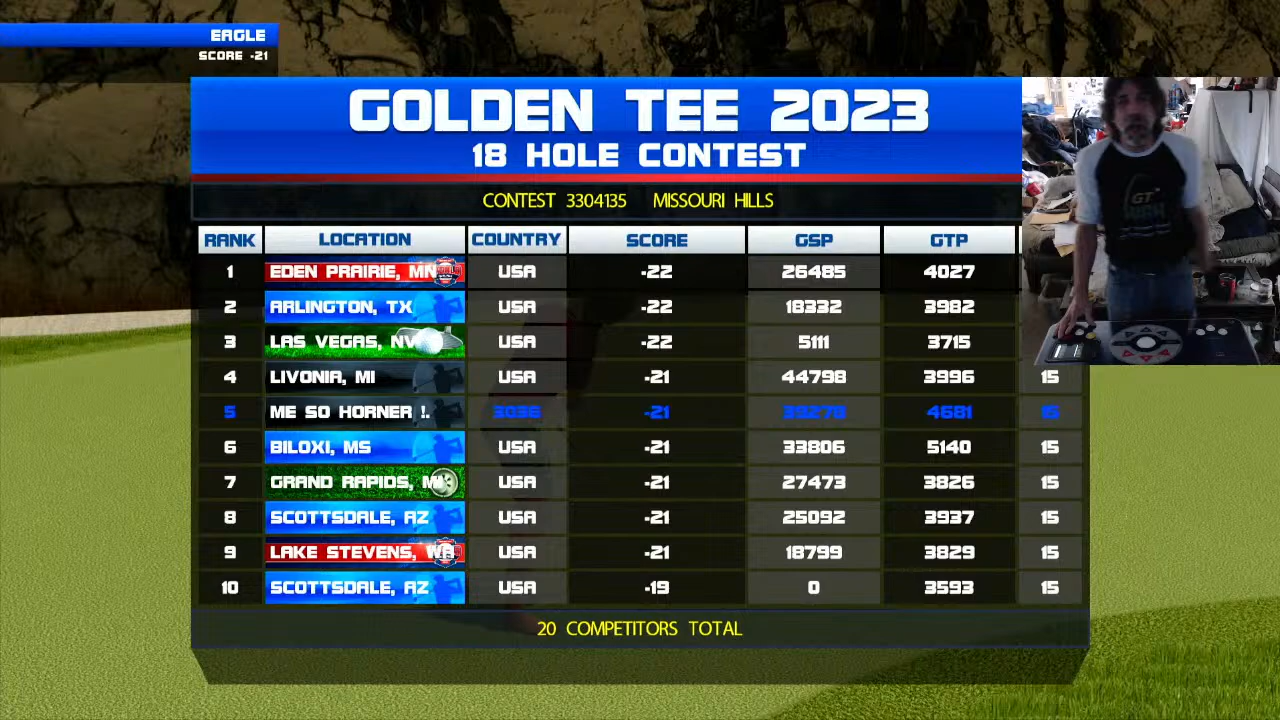 EAGLE
SCORE -21
GOLDEN TEE 2023
18 HOLE CONTEST
CONTEST 3304135 MISSOURI HILLS
RANK LOCATION COUNTRY SCORE GSP GTP
1 EDEN PRAIRIE, MN USA -22 26485 4027
2 ARLINGTON, TX USA -22 18332 3982
3 LAS VEGAS, NV USA -22 5111 3715
4 LIVONIA, MI USA -21 44798 3996 15
5 ME SO HORNER !. 3036 -21 39278 4681 15
6 BILOXI, MS USA -21 33806 5140 15
7 GRAND RAPIDS, MI USA -21 27473 3826 15
8 SCOTTSDALE, AZ USA -21 25092 3937 15
9 LAKE STEVENS, WA USA -21 18799 3829 15
10 SCOTTSDALE, AZ USA -19 0 3593 15
20 COMPETITORS TOTAL
GT